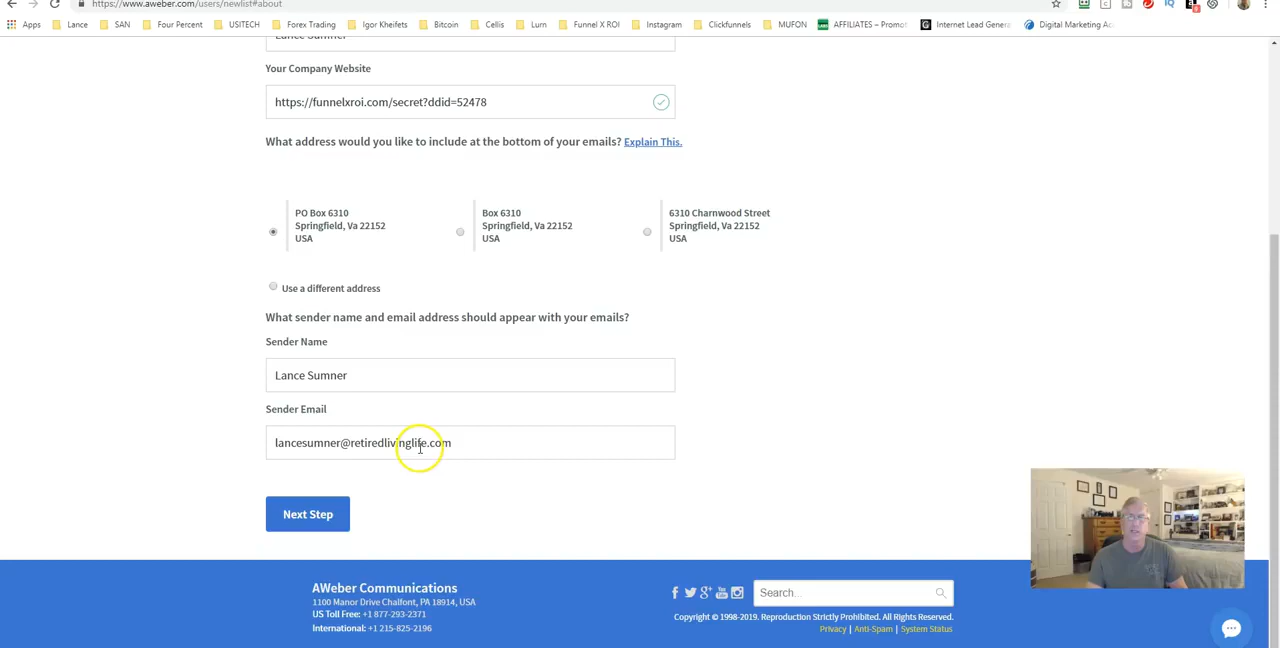 https://www.aweber.com/users/newlist#about
Apps Lance SAN Four Percent USITECH Forex Trading Igor Kheifets Bitcoin Cellis Lurn Funnel X ROI Instagram Clickfunnels MUFON AFFILIATES – Promot Internet Lead Genera Digital Marketing Ac
Lance Sumner
Your Company Website
https://funnelxroi.com/secret?ddid=52478
What address would you like to include at the bottom of your emails? Explain This.
PO Box 6310
Springfield, Va 22152
USA
Box 6310
Springfield, Va 22152
USA
6310 Charnwood Street
Springfield, Va 22152
USA
Use a different address
What sender name and email address should appear with your emails?
Sender Name
Lance Sumner
Sender Email
lancesumner@retiredlivinglife.com
Next Step
AWeber Communications
1100 Manor Drive Chalfont, PA 18914, USA
US Toll Free: +1 877-293-2371
International: +1 215-825-2196
Search...
Copyright © 1998-2019. Reproduction Strictly Prohibited. All Rights Reserved.
Privacy | Anti-Spam | System Status